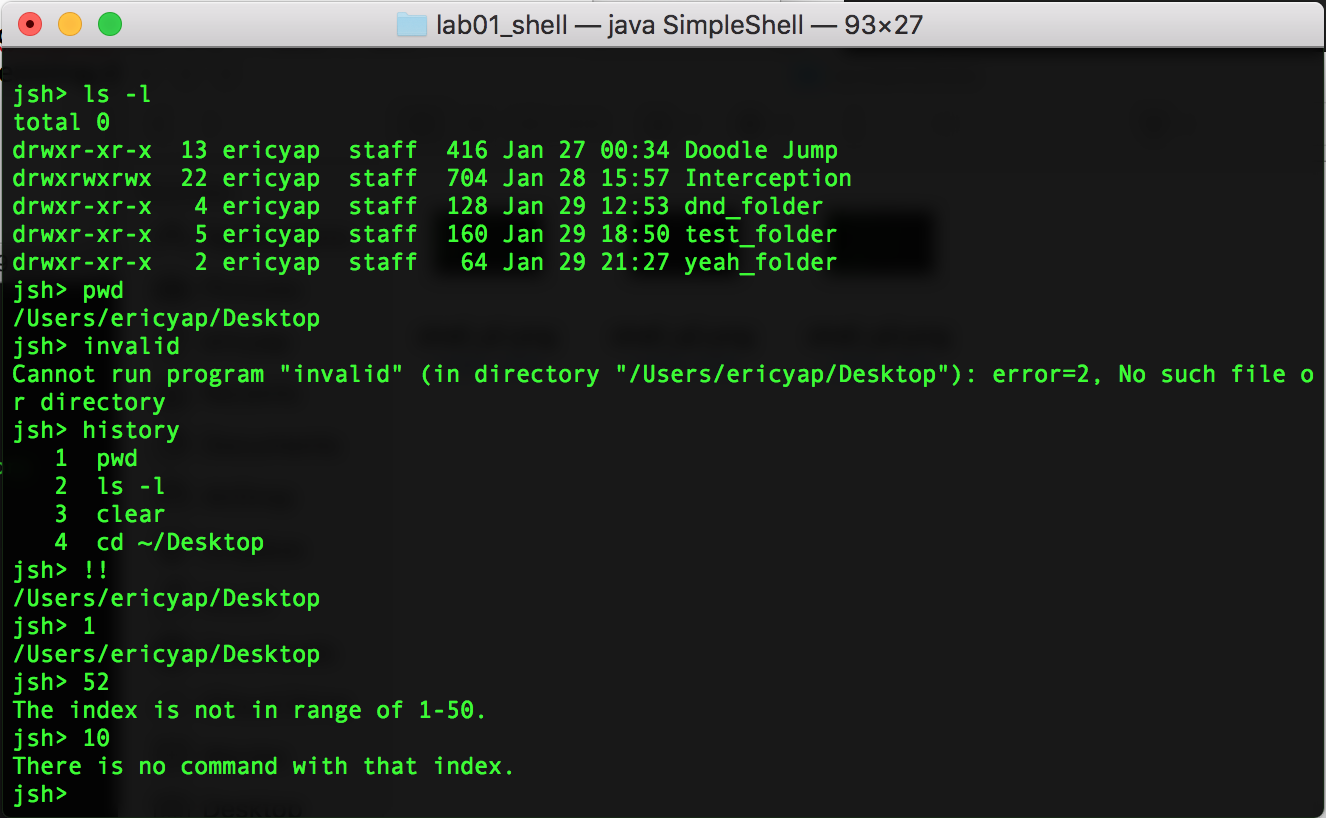 lab01_shell — java SimpleShell — 93×27
jsh> ls -l
total 0
drwxr-xr-x  13 ericyap  staff  416 Jan 27 00:34 Doodle Jump
drwxrwxrwx  22 ericyap  staff  704 Jan 28 15:57 Interception
drwxr-xr-x   4 ericyap  staff  128 Jan 29 12:53 dnd_folder
drwxr-xr-x   5 ericyap  staff  160 Jan 29 18:50 test_folder
drwxr-xr-x   2 ericyap  staff   64 Jan 29 21:27 yeah_folder
jsh> pwd
/Users/ericyap/Desktop
jsh> invalid
Cannot run program "invalid" (in directory "/Users/ericyap/Desktop"): error=2, No such file o
r directory
jsh> history
   1  pwd
   2  ls -l
   3  clear
   4  cd ~/Desktop
jsh> !!
/Users/ericyap/Desktop
jsh> 1
/Users/ericyap/Desktop
jsh> 52
The index is not in range of 1-50.
jsh> 10
There is no command with that index.
jsh>